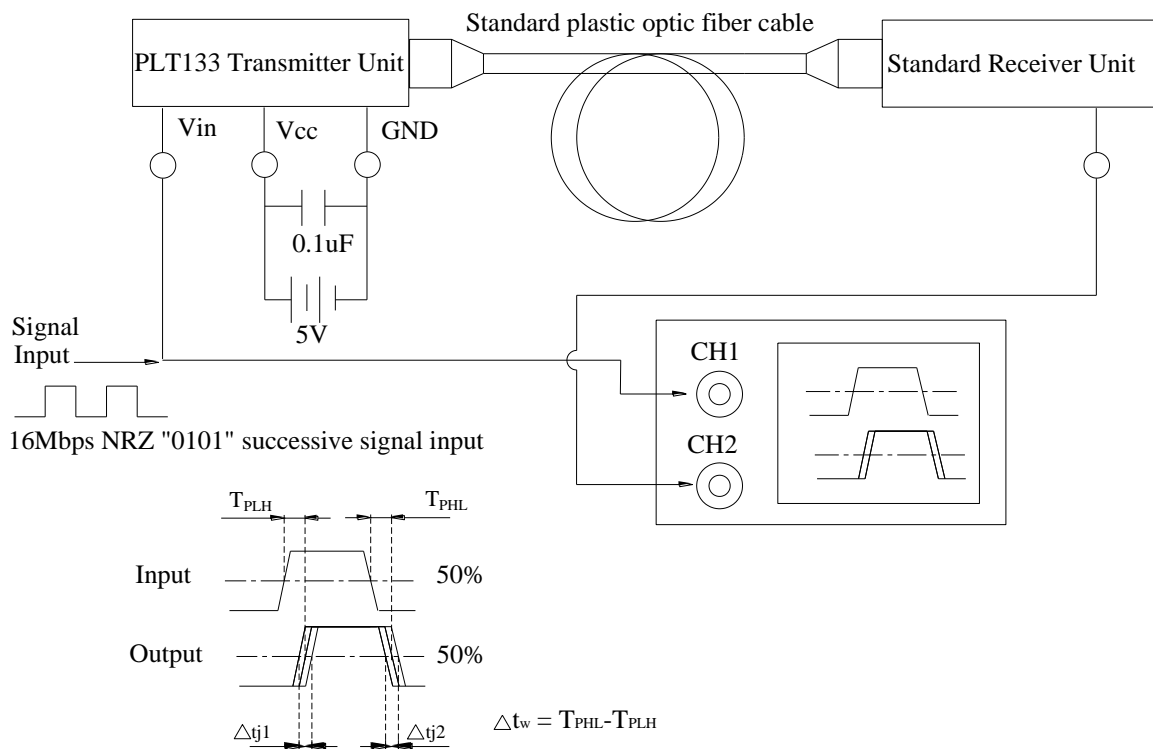 Standard plastic optic fiber cable
PLT133 Transmitter Unit
Standard Receiver Unit
Vin
Vcc
GND
0.1uF
5V
Signal
Input
CH1
CH2
16Mbps NRZ "0101" successive signal input
TPLH
TPHL
Input
50%
Output
50%
△tj1
△tj2
△tw = TPHL-TPLH